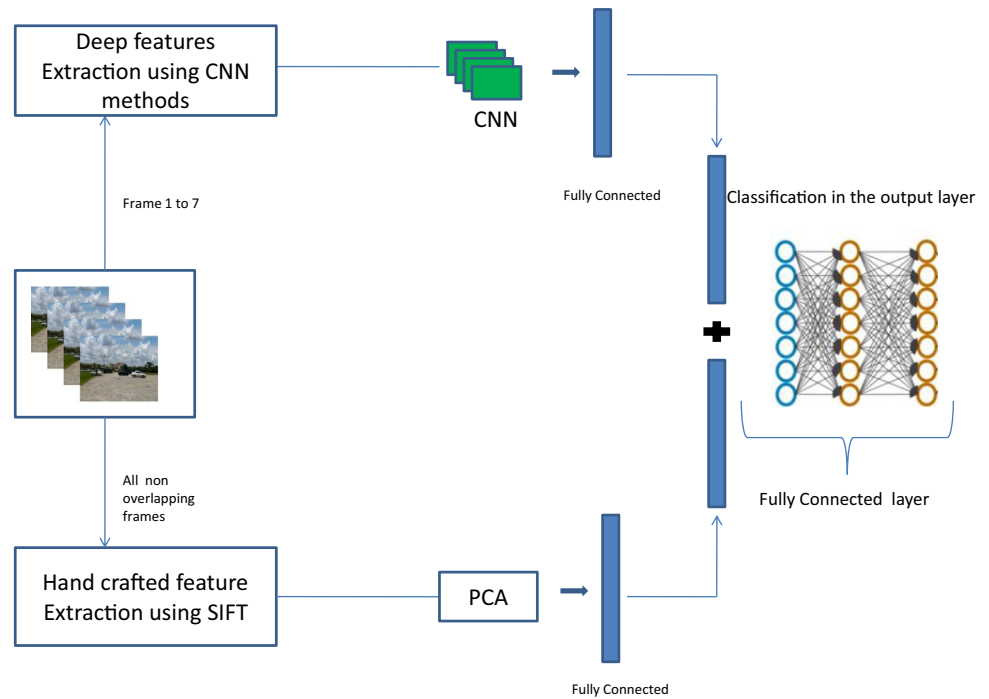 Deep features
Extraction using CNN
methods
CNN
Fully Connected
Frame 1 to 7
Classification in the output layer
All non
overlapping
frames
Fully Connected layer
Hand crafted feature
Extraction using SIFT
PCA
Fully Connected